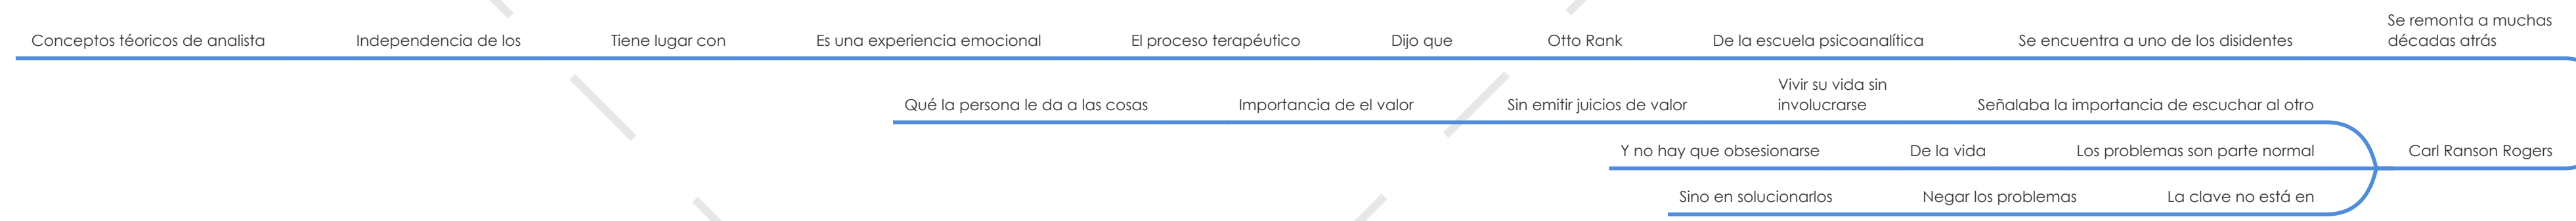 Se remonta a muchas
décadas atrás
Se encuentra a uno de los disidentes
De la escuela psicoanalítica
Otto Rank
Dijo que
El proceso terapéutico
Es una experiencia emocional
Tiene lugar con
Independencia de los
Conceptos téoricos de analista
Carl Ranson Rogers
Señalaba la importancia de escuchar al otro
Vivir su vida sin
involucrarse
Sin emitir juicios de valor
Importancia de el valor
Qué la persona le da a las cosas
Los problemas son parte normal
De la vida
Y no hay que obsesionarse
La clave no está en
Negar los problemas
Sino en solucionarlos